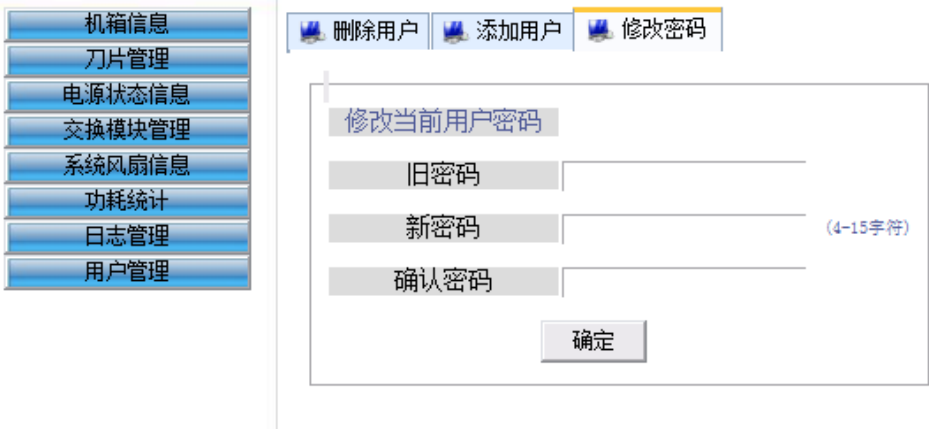 机箱信息
刀片管理
电源状态信息
交换模块管理
系统风扇信息
功耗统计
日志管理
用户管理
删除用户 添加用户 修改密码
修改当前用户密码
旧密码
新密码 (4-15字符)
确认密码
确定